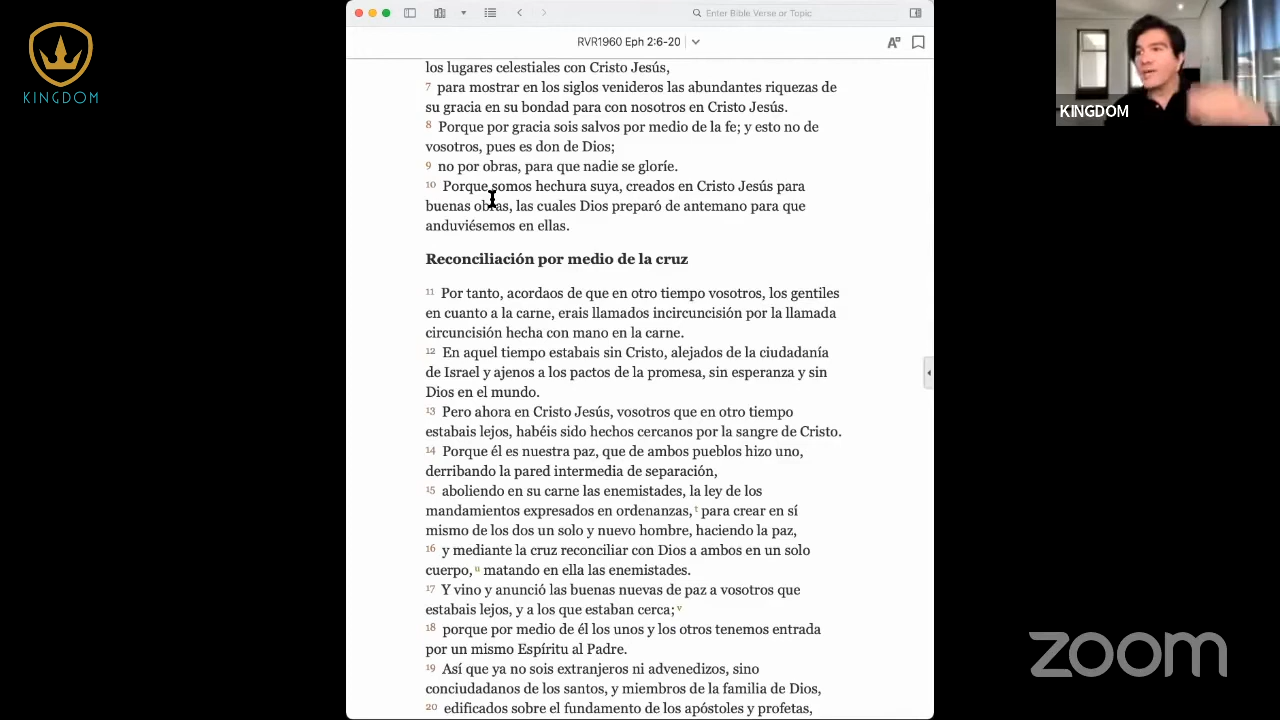 KINGDOM
Enter Bible Verse or Topic
RVR1960 Eph 2:6-20
los lugares celestiales con Cristo Jesús,
7 para mostrar en los siglos venideros las abundantes riquezas de
su gracia en su bondad para con nosotros en Cristo Jesús.
8 Porque por gracia sois salvos por medio de la fe; y esto no de
vosotros, pues es don de Dios;
9 no por obras, para que nadie se gloríe.
10 Porque somos hechura suya, creados en Cristo Jesús para
buenas obras, las cuales Dios preparó de antemano para que
anduviésemos en ellas.
Reconciliación por medio de la cruz
11 Por tanto, acordaos de que en otro tiempo vosotros, los gentiles
en cuanto a la carne, erais llamados incircuncisión por la llamada
circuncisión hecha con mano en la carne.
12 En aquel tiempo estabais sin Cristo, alejados de la ciudadanía
de Israel y ajenos a los pactos de la promesa, sin esperanza y sin
Dios en el mundo.
13 Pero ahora en Cristo Jesús, vosotros que en otro tiempo
estabais lejos, habéis sido hechos cercanos por la sangre de Cristo.
14 Porque él es nuestra paz, que de ambos pueblos hizo uno,
derribando la pared intermedia de separación,
15 aboliendo en su carne las enemistades, la ley de los
mandamientos expresados en ordenanzas, t para crear en sí
mismo de los dos un solo y nuevo hombre, haciendo la paz,
16 y mediante la cruz reconciliar con Dios a ambos en un solo
cuerpo, u matando en ella las enemistades.
17 Y vino y anunció las buenas nuevas de paz a vosotros que
estabais lejos, y a los que estaban cerca; v
18 porque por medio de él los unos y los otros tenemos entrada
por un mismo Espíritu al Padre.
19 Así que ya no sois extranjeros ni advenedizos, sino
conciudadanos de los santos, y miembros de la familia de Dios,
20 edificados sobre el fundamento de los apóstoles y profetas,
KINGDOM
zoom